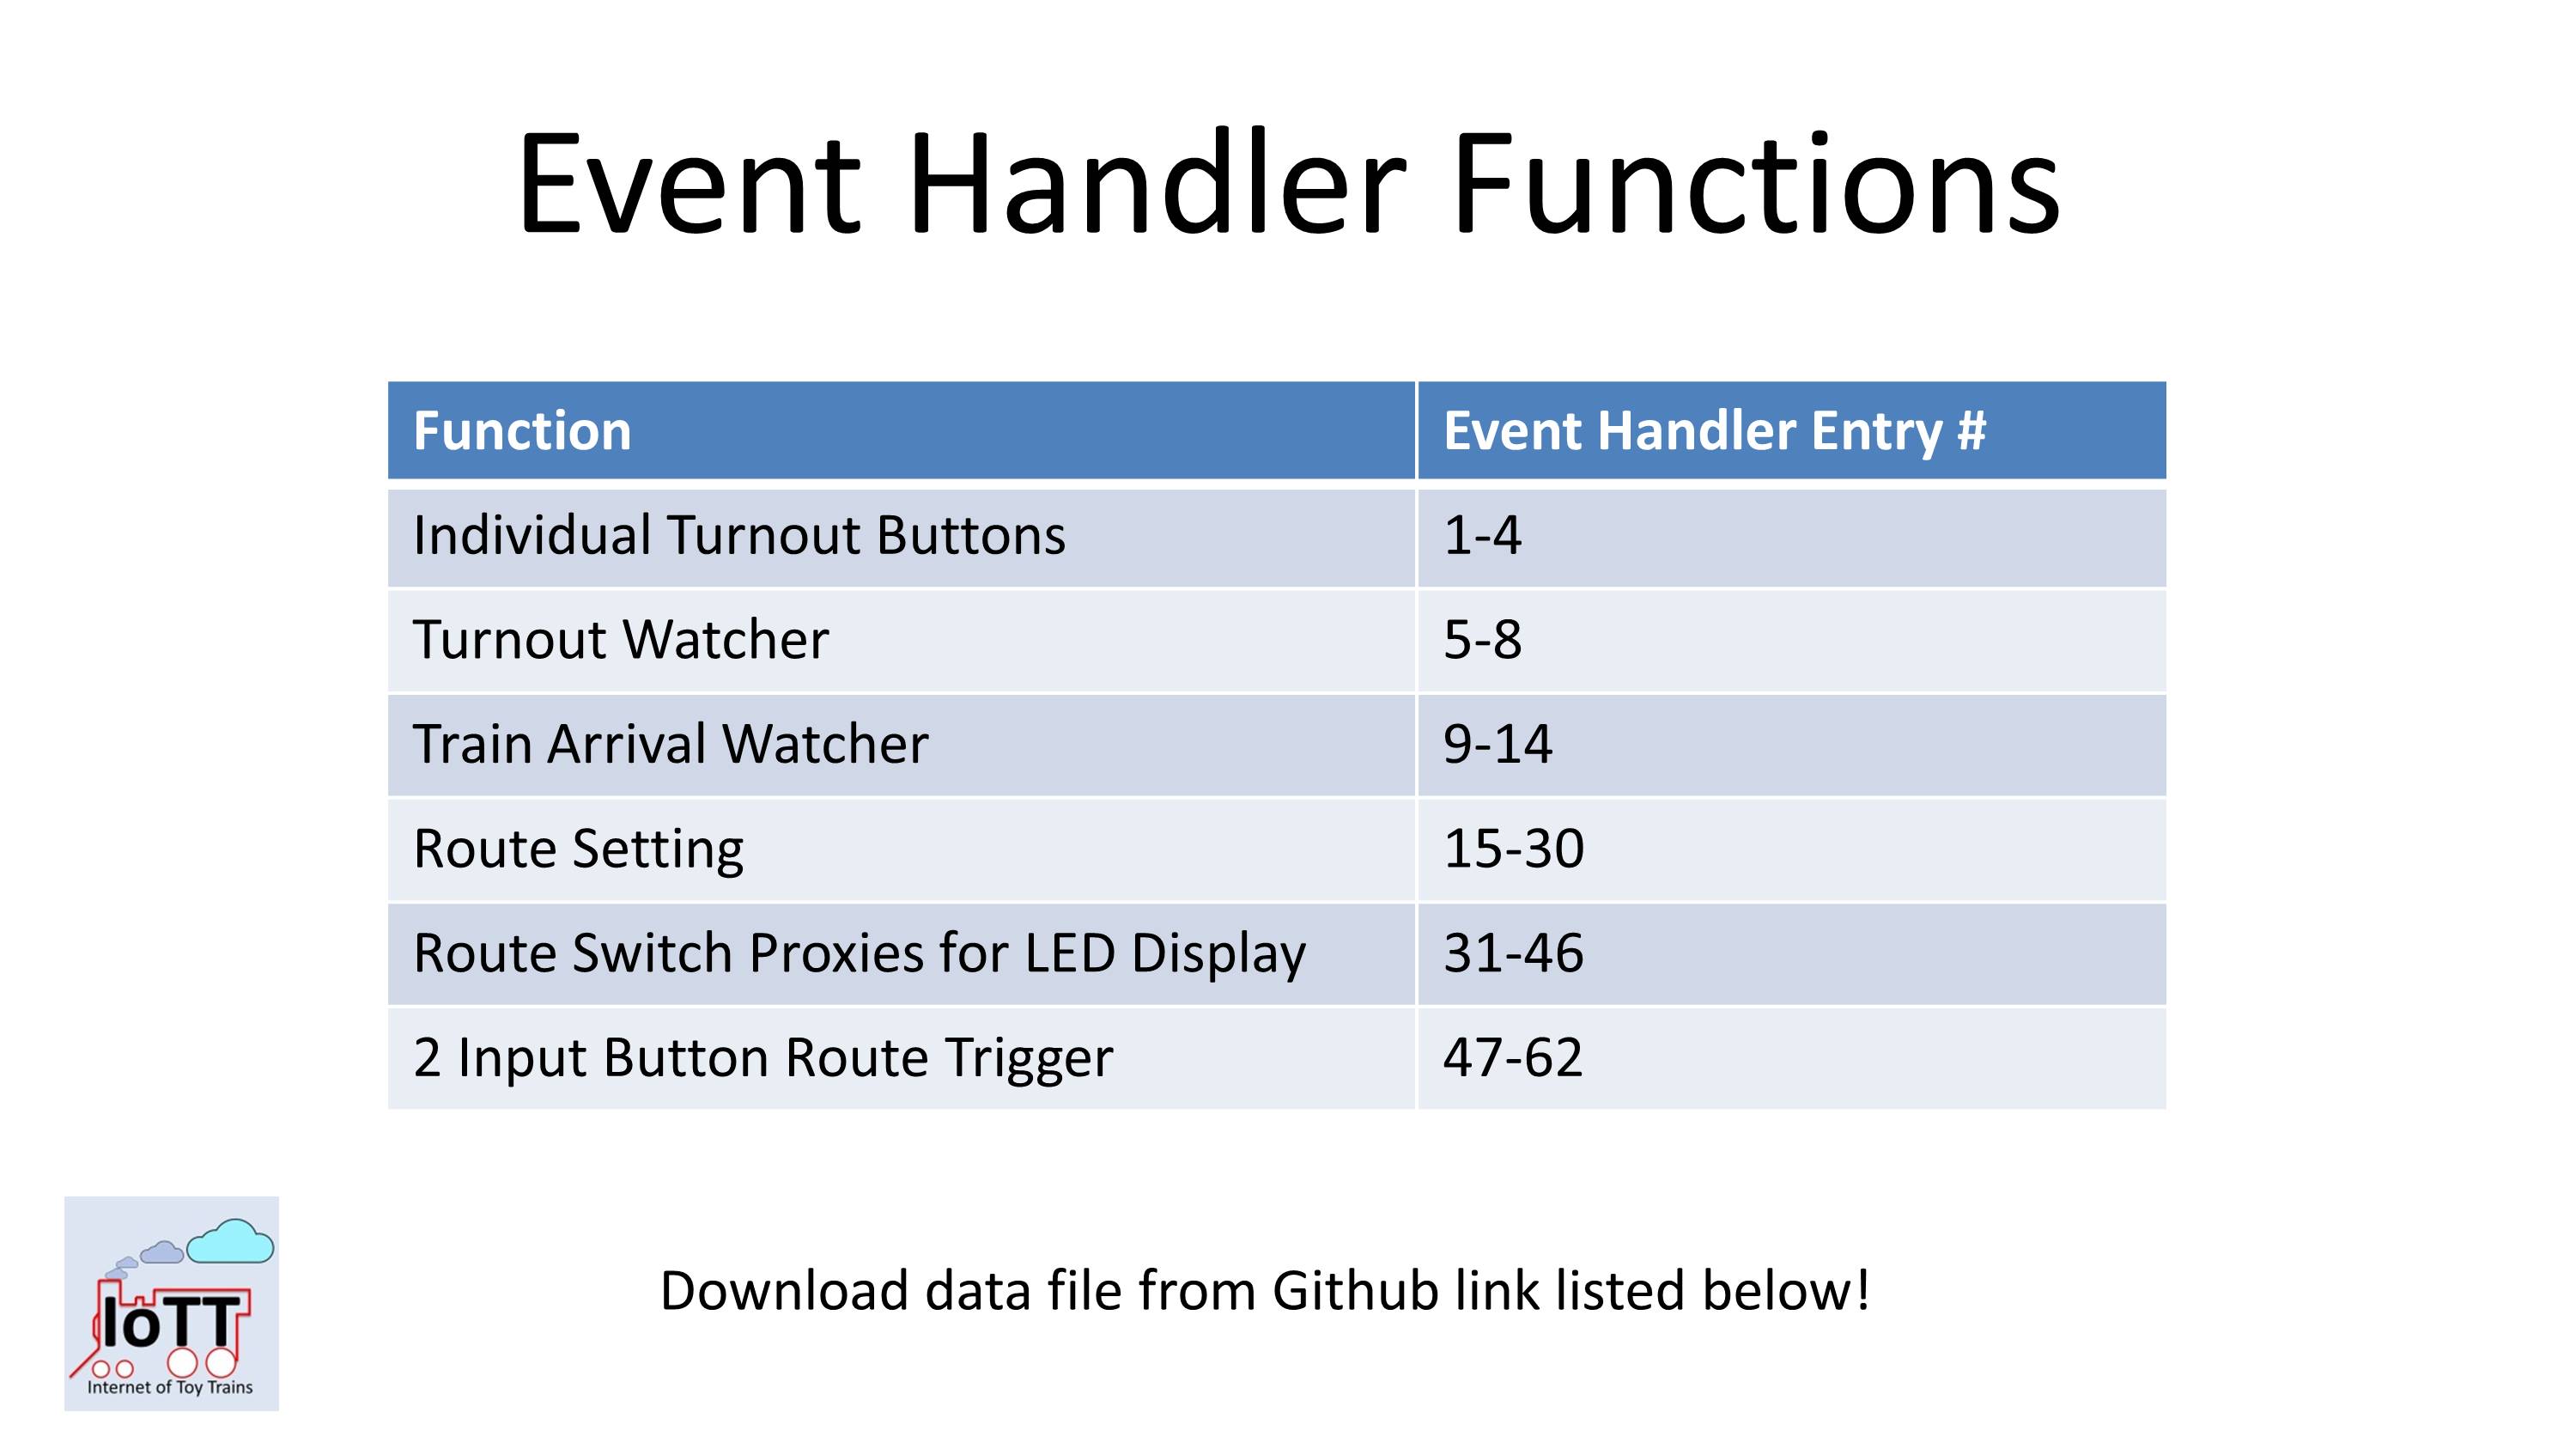 Event Handler Functions
Function Event Handler Entry #
Individual Turnout Buttons 1-4
Turnout Watcher 5-8
Train Arrival Watcher 9-14
Route Setting 15-30
Route Switch Proxies for LED Display 31-46
2 Input Button Route Trigger 47-62
IoTT
Internet of Toy Trains
Download data file from Github link listed below!